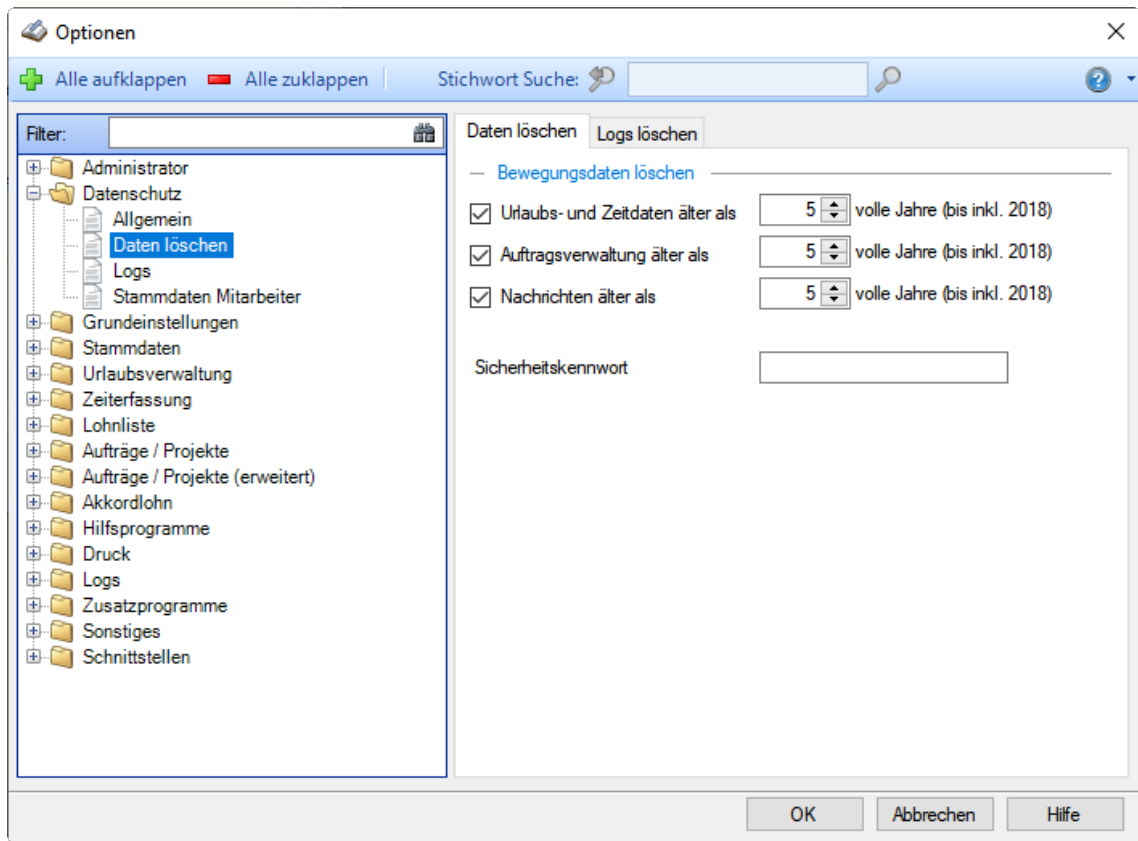 Optionen
Alle aufklappen Alle zuklappen Stichwort Suche:
Filter:
Administrator
Datenschutz
Allgemein
Daten löschen
Logs
Stammdaten Mitarbeiter
Grundeinstellungen
Stammdaten
Urlaubsverwaltung
Zeiterfassung
Lohnliste
Aufträge / Projekte
Aufträge / Projekte (erweitert)
Akkordlohn
Hilfsprogramme
Druck
Logs
Zusatzprogramme
Sonstiges
Schnittstellen
Daten löschen Logs löschen
Bewegungsdaten löschen
Urlaubs- und Zeitdaten älter als 5 volle Jahre (bis inkl. 2018)
Auftragsverwaltung älter als 5 volle Jahre (bis inkl. 2018)
Nachrichten älter als 5 volle Jahre (bis inkl. 2018)
Sicherheitskennwort
OK Abbrechen Hilfe